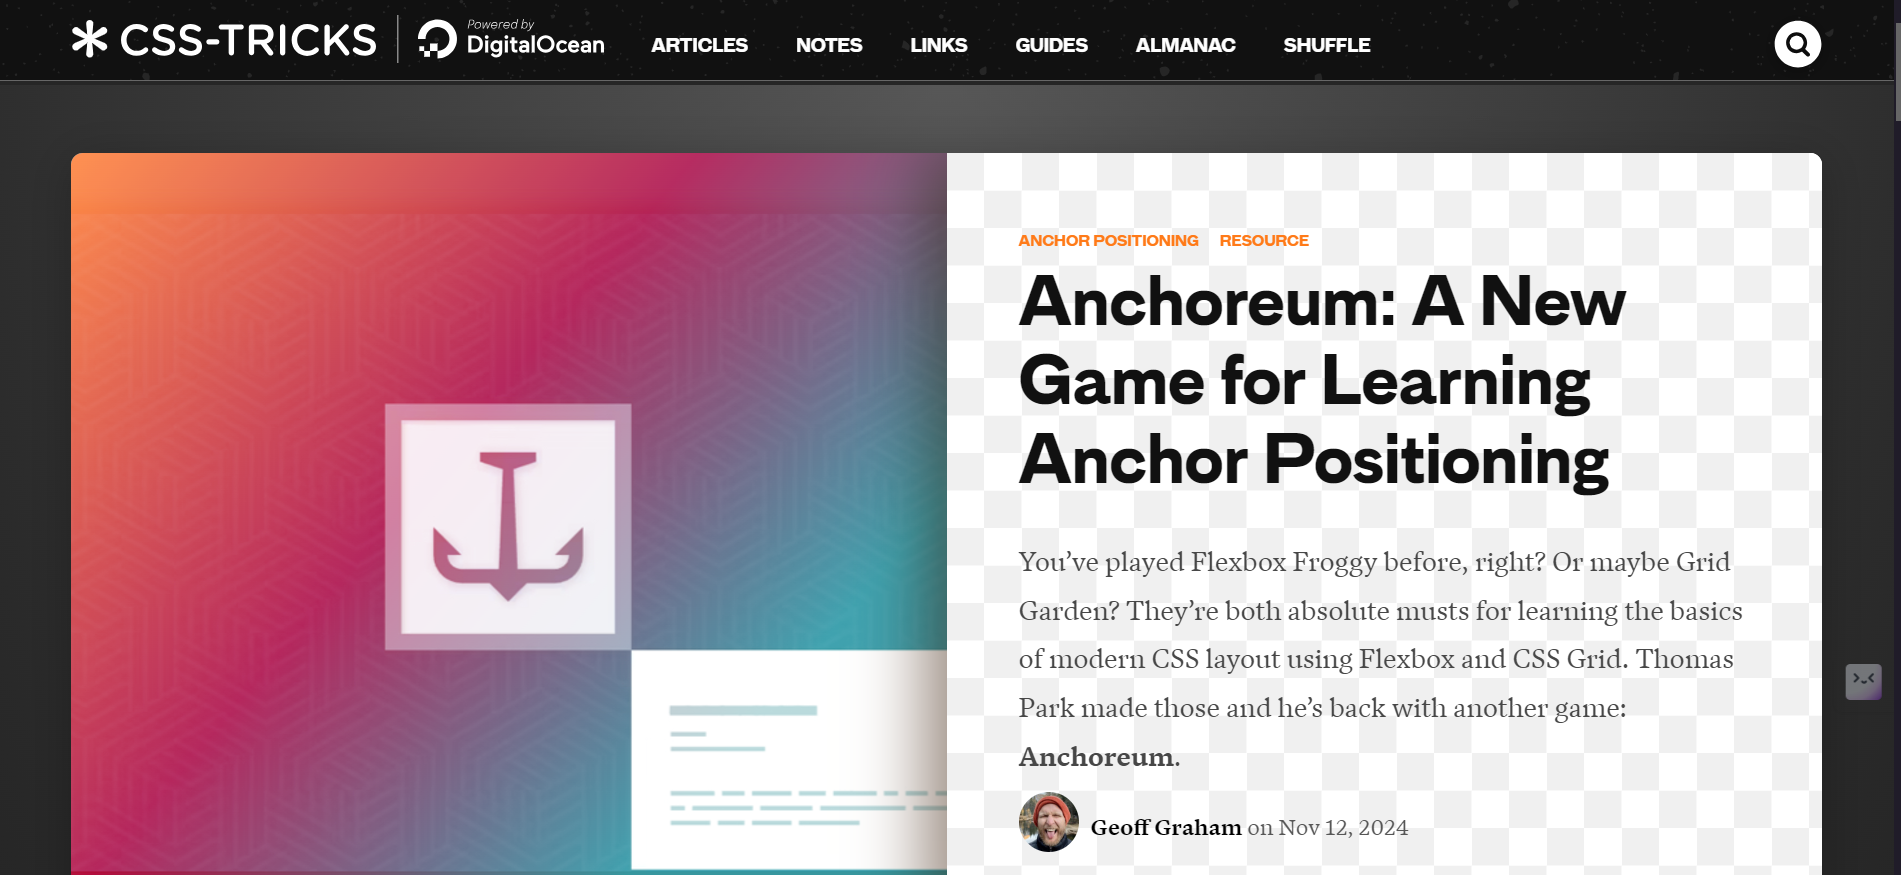 CSS-TRICKS
Powered by
DigitalOcean
ARTICLES NOTES LINKS GUIDES ALMANAC SHUFFLE
ANCHOR POSITIONING RESOURCE
Anchoreum: A New
Game for Learning
Anchor Positioning
You’ve played Flexbox Froggy before, right? Or maybe Grid
Garden? They’re both absolute musts for learning the basics
of modern CSS layout using Flexbox and CSS Grid. Thomas
Park made those and he’s back with another game:
Anchoreum.
Geoff Graham on Nov 12, 2024